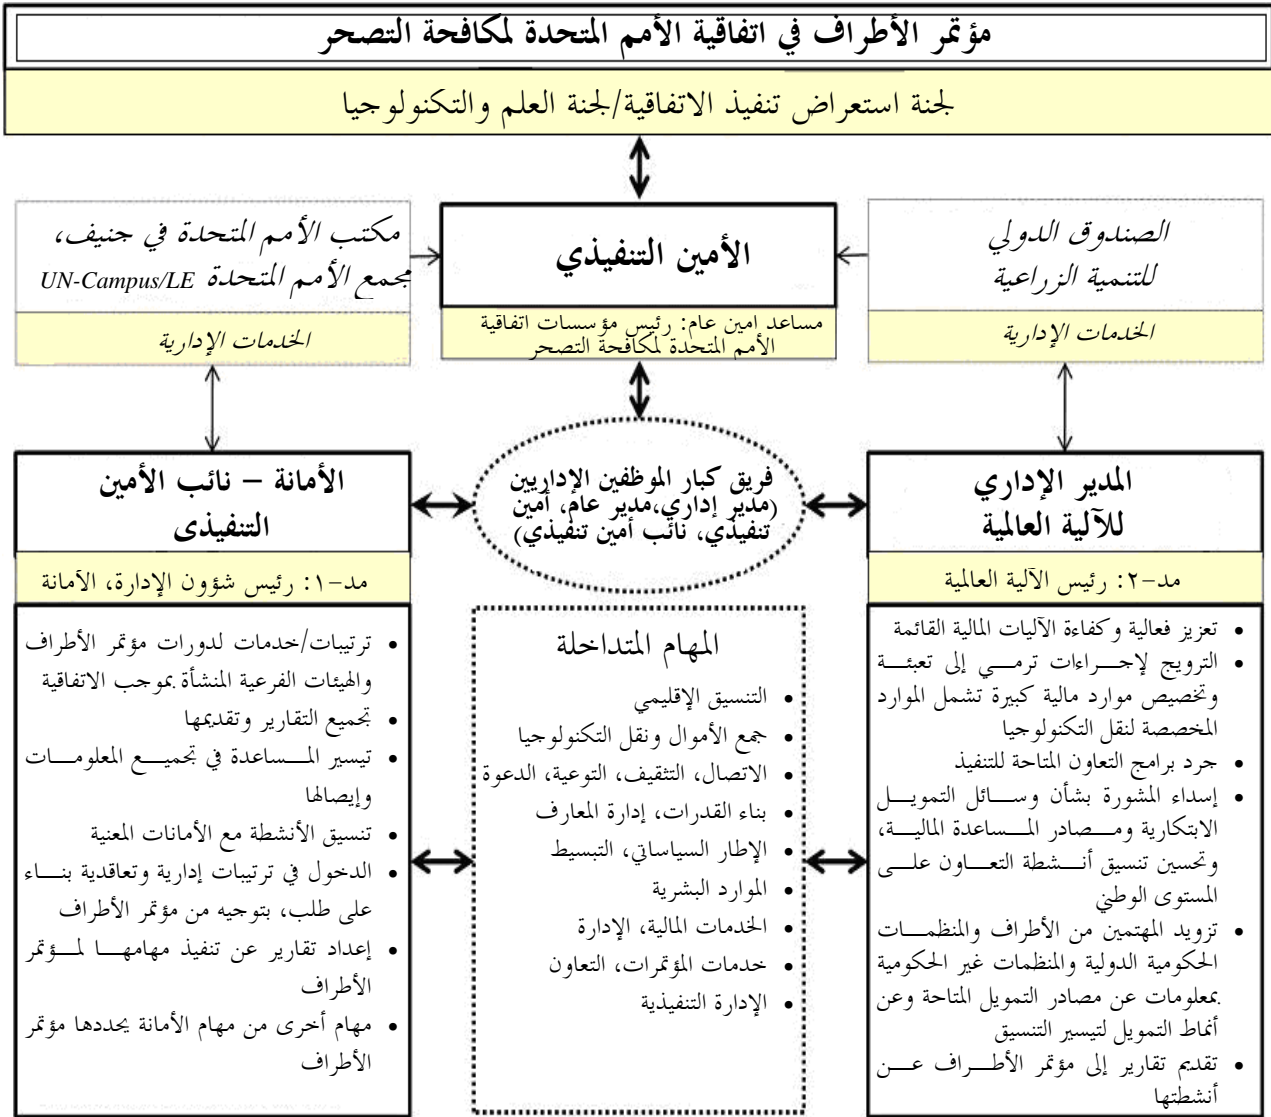 مؤتمر الأطراف في اتفاقية الأمم المتحدة لمكافحة التصحر
لجنة استعراض تنفيذ الاتفاقية/لجنة العلم والتكنولوجيا
الصندوق الدولي
للتنمية الزراعية
الخدمات الإدارية
الأمين التنفيذي
مساعد امين عام: رئيس مؤسسات اتفاقية
الأمم المتحدة لمكافحة التصحر
مكتب الأمم المتحدة في جنيف،
مجمع الأمم المتحدة UN-Campus/LE
الخدمات الإدارية
المدير الإداري
للآلية العالمية
مد-٢: رئيس الآلية العالمية
• تعزيز فعالية وكفاءة الآليات المالية القائمة
• الترويج لإجراءات ترمي إلى تعبئة
وتخصيص موارد مالية كبيرة تشمل الموارد
المخصصة لنقل التكنولوجيا
• جرد برامج التعاون المتاحة للتنفيذ
• إسداء المشورة بشأن وسائل التمويل
الابتكارية ومصادر المساعدة المالية،
وتحسين تنسيق أنشطة التعاون على
المستوى الوطني
• تزويد المهتمين من الأطراف والمنظمات
الحكومية الدولية والمنظمات غير الحكومية
بمعلومات عن مصادر التمويل المتاحة وعن
أنماط التمويل لتيسير التنسيق
• تقديم تقارير إلى مؤتمر الأطراف عن
أنشطتها
فريق كبار الموظفين الإداريين
(مدير إداري،مدير عام، أمين
تنفيذي، نائب أمين تنفيذي)
المهام المتداخلة
• التنسيق الإقليمي
• جمع الأموال ونقل التكنولوجيا
• الاتصال، التثقيف، التوعية، الدعوة
• بناء القدرات، إدارة المعارف
• الإطار السياساتي، التبسيط
• الموارد البشرية
• الخدمات المالية، الإدارة
• خدمات المؤتمرات، التعاون
• الإدارة التنفيذية
الأمانة – نائب الأمين
التنفيذى
مد-١: رئيس شؤون الإدارة، الأمانة
• ترتيبات/خدمات لدورات مؤتمر الأطراف
والهيئات الفرعية المنشأة بموجب الاتفاقية
• تجميع التقارير وتقديمها
• تيسير المساعدة في تجميع المعلومات
وإيصالها
• تنسيق الأنشطة مع الأمانات المعنية
• الدخول في ترتيبات إدارية وتعاقدية بناء
على طلب، بتوجيه من مؤتمر الأطراف
• إعداد تقارير عن تنفيذ مهامها لمؤتمر
الأطراف
• مهام أخرى من مهام الأمانة يحددها مؤتمر
الأطراف